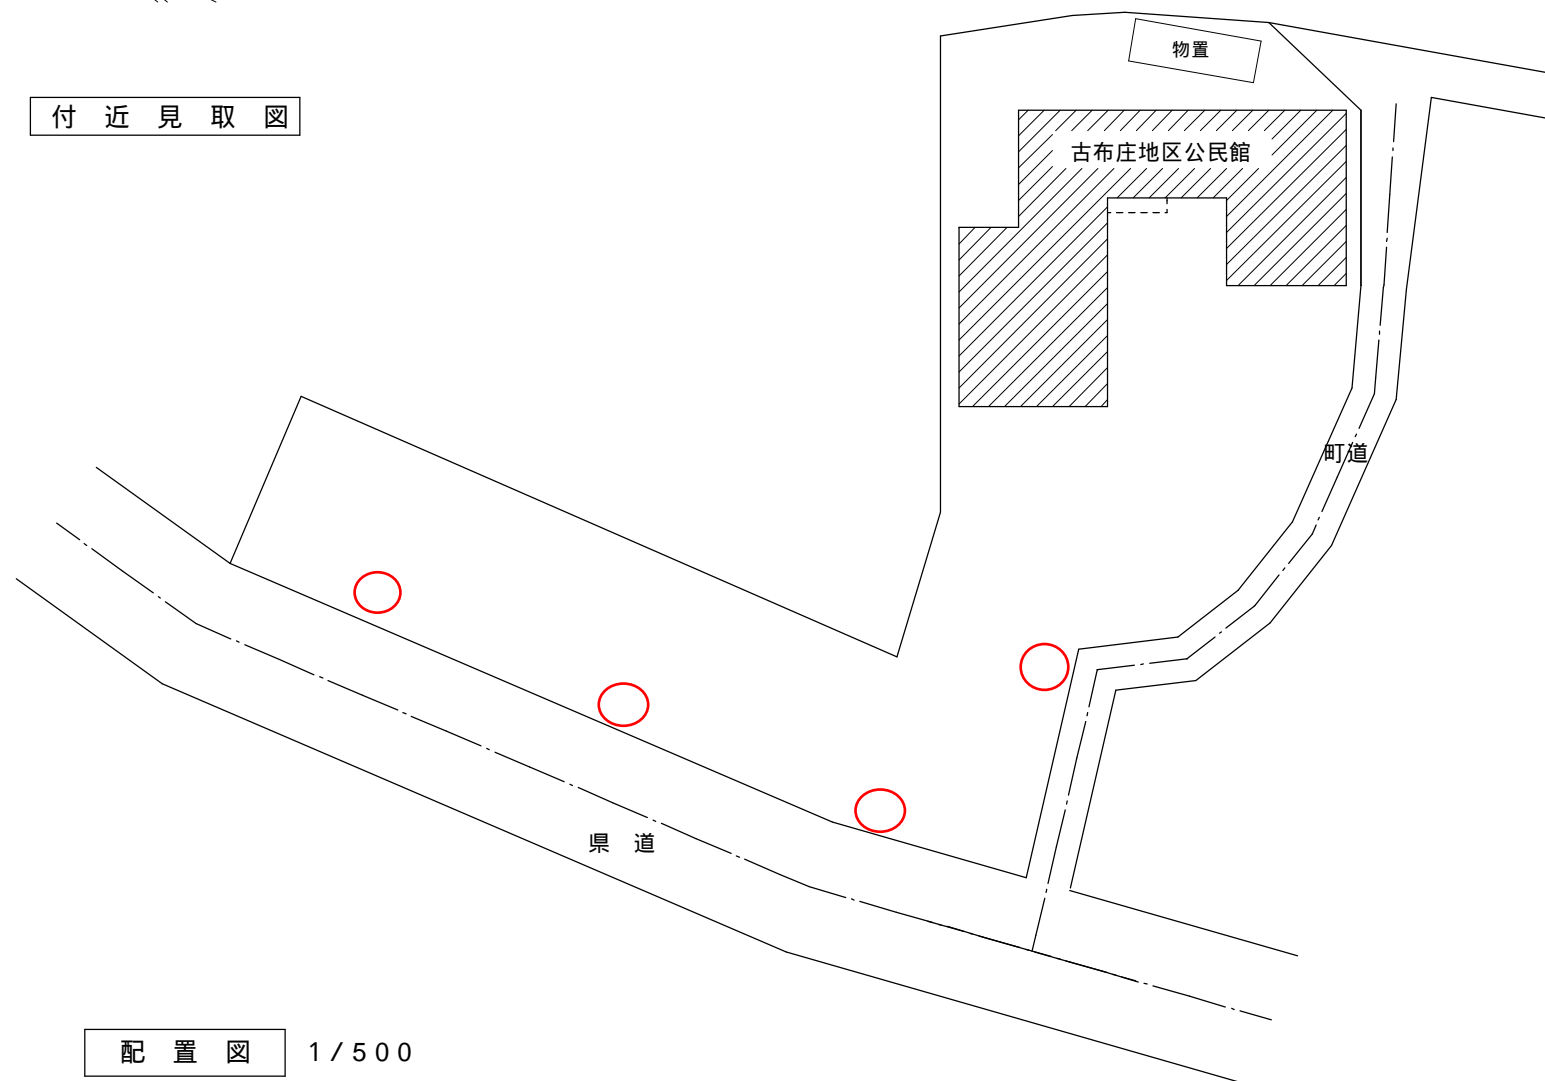 物置
付近見取図
古布庄地区公民館
町道
県道
配置図 1/500